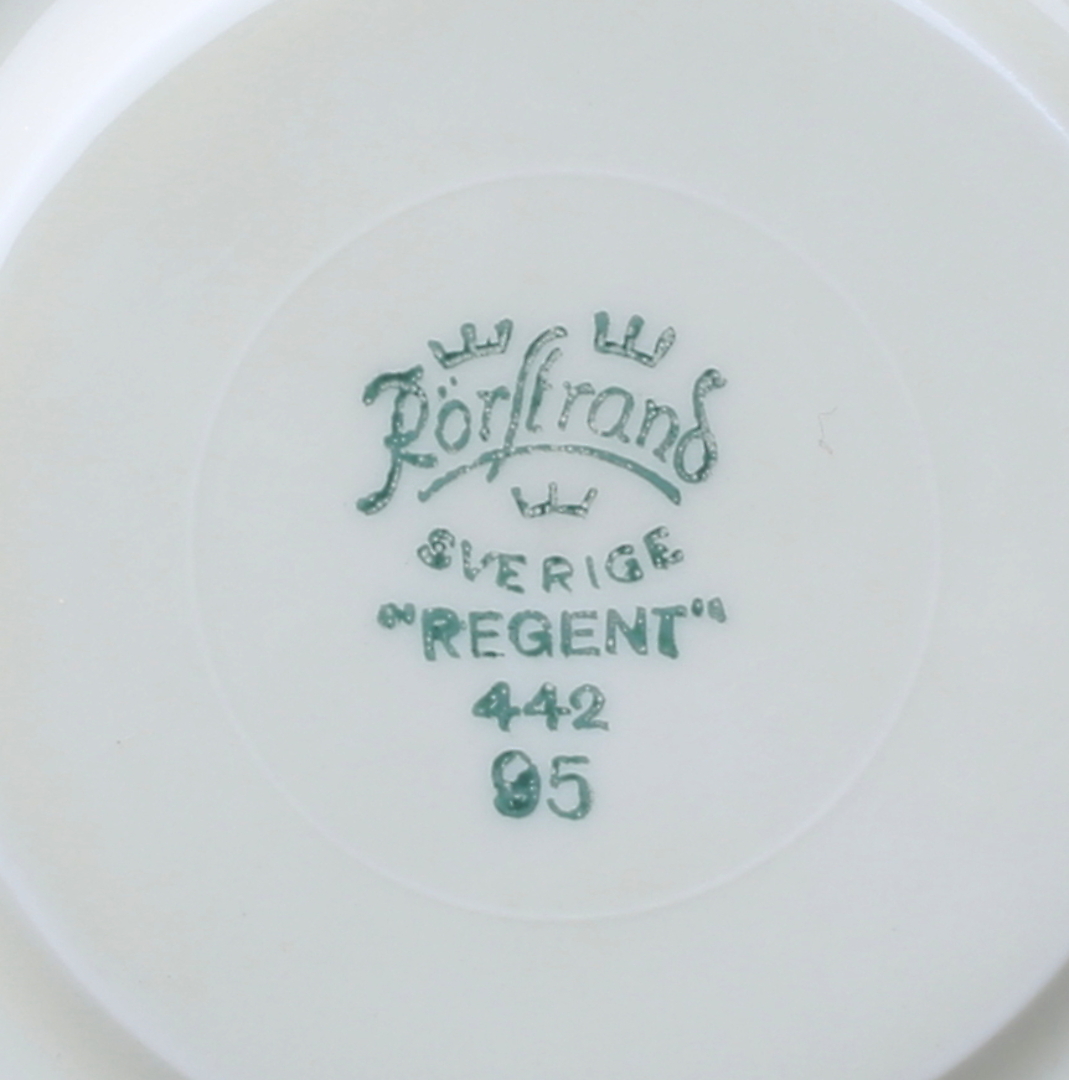 Rörstrand
SVERIGE
"REGENT"
442
95